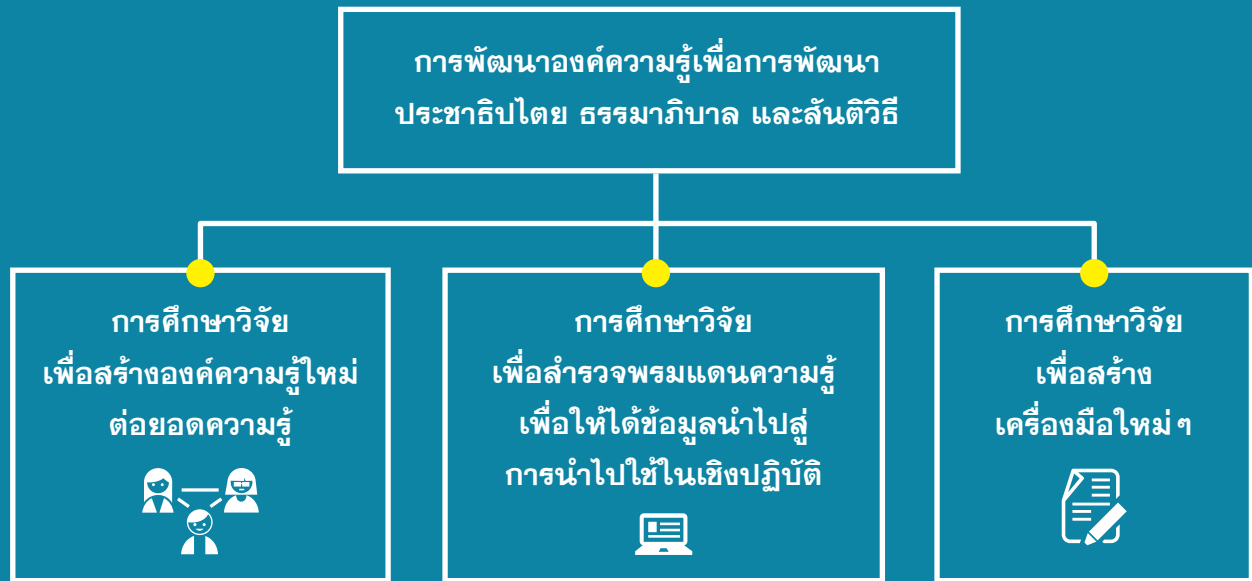 การพัฒนาองค์ความรู้เพื่อการพัฒนา
ประชาธิปไตย ธรรมาภิบาล และสันติวิธี
การศึกษาวิจัย
เพื่อสร้างองค์ความรู้ใหม่
ต่อยอดความรู้
การศึกษาวิจัย
เพื่อสำรวจพรมแดนความรู้
เพื่อให้ได้ข้อมูลนำไปสู่
การนำไปใช้ในเชิงปฏิบัติ
การศึกษาวิจัย
เพื่อสร้าง
เครื่องมือใหม่ๆ